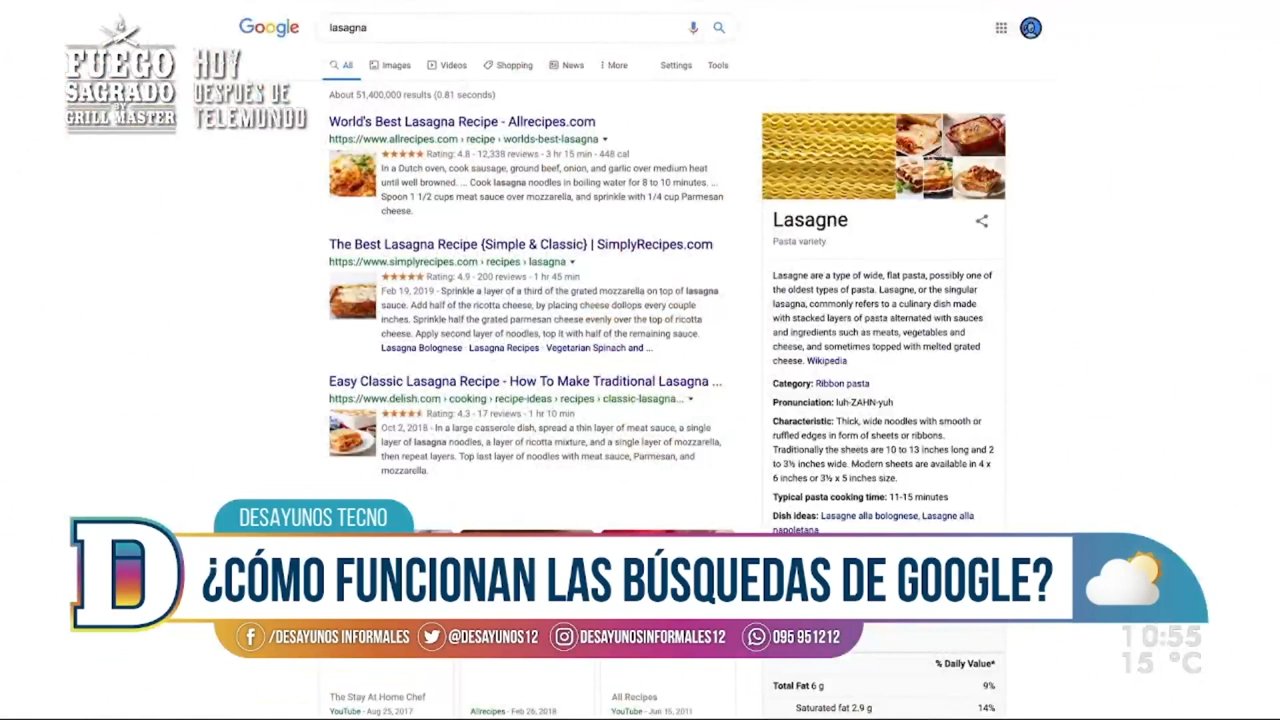 FUEGO
SAGRADO
BY
GRILL MASTER
HOY
DESPUÉS DE
TELEMUNDO
Google
lasagna
All Images Videos Shopping News More Settings Tools
About 51,400,000 results (0.81 seconds)
World's Best Lasagna Recipe - Allrecipes.com
https://www.allrecipes.com › recipe › worlds-best-lasagna
Rating: 4.8 - 12,338 reviews - 3 hr 15 min - 448 cal
In a Dutch oven, cook sausage, ground beef, onion, and garlic over medium heat
until well browned. ... Cook lasagna noodles in boiling water for 8 to 10 minutes. ...
Spoon 1 1/2 cups meat sauce over mozzarella, and sprinkle with 1/4 cup Parmesan
cheese.
The Best Lasagna Recipe {Simple & Classic} | SimplyRecipes.com
https://www.simplyrecipes.com › recipes › lasagna
Rating: 4.9 - 200 reviews - 1 hr 45 min
Feb 19, 2019 - Sprinkle a layer of a third of the grated mozzarella on top of lasagna
sauce. Add half of the ricotta cheese, by placing cheese dollops every couple
inches. Sprinkle half the grated parmesan cheese evenly over the top of ricotta
cheese. Apply second layer of noodles, top it with half of the remaining sauce.
Lasagna Bolognese · Lasagna Recipes · Vegetarian Spinach and ...
Easy Classic Lasagna Recipe - How To Make Traditional Lasagna ...
https://www.delish.com › cooking › recipe-ideas › recipes › classic-lasagna...
Rating: 4.3 - 17 reviews - 1 hr 10 min
Oct 2, 2018 - In a large casserole dish, spread a thin layer of meat sauce, a single
layer of lasagna noodles, a layer of ricotta mixture, and a single layer of mozzarella,
then repeat layers. Top last layer of noodles with meat sauce, Parmesan, and
mozzarella.
Lasagne
Pasta variety
Lasagne are a type of wide, flat pasta, possibly one of
the oldest types of pasta. Lasagne, or the singular
lasagna, commonly refers to a culinary dish made
with stacked layers of pasta alternated with sauces
and ingredients such as meats, vegetables and
cheese, and sometimes topped with melted grated
cheese. Wikipedia
Category: Ribbon pasta
Pronunciation: luh-ZAHN-yuh
Characteristic: Thick, wide noodles with smooth or
ruffled edges in form of sheets or ribbons.
Traditionally the sheets are 10 to 13 inches long and 2
to 3½ inches wide. Modern sheets are available in 4 x
6 inches or 3½ x 5 inches size.
Typical pasta cooking time: 11-15 minutes
Dish ideas: Lasagne alla bolognese, Lasagne alla
napoletana
DESAYUNOS TECNO
D
¿CÓMO FUNCIONAN LAS BÚSQUEDAS DE GOOGLE?
/DESAYUNOS INFORMALES @DESAYUNOS12 DESAYUNOSINFORMALES12 095 951212
10:55
15 °C
% Daily Value*
Total Fat 6 g 9%
Saturated fat 2.9 g 14%
The Stay At Home Chef
YouTube - Aug 25, 2017
Allrecipes - Feb 26, 2018
All Recipes
YouTube - Jun 15, 2011